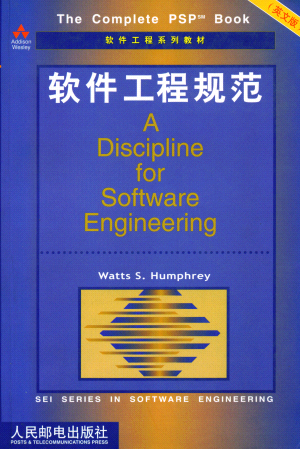 Addison
Wesley
The Complete PSP℠ Book
(英文版)
软件工程系列教材
软件工程规范
A
Discipline
for
Software
Engineering
Watts S. Humphrey
SEI SERIES IN SOFTWARE ENGINEERING
人民邮电出版社
POSTS & TELECOMMUNICATIONS PRESS